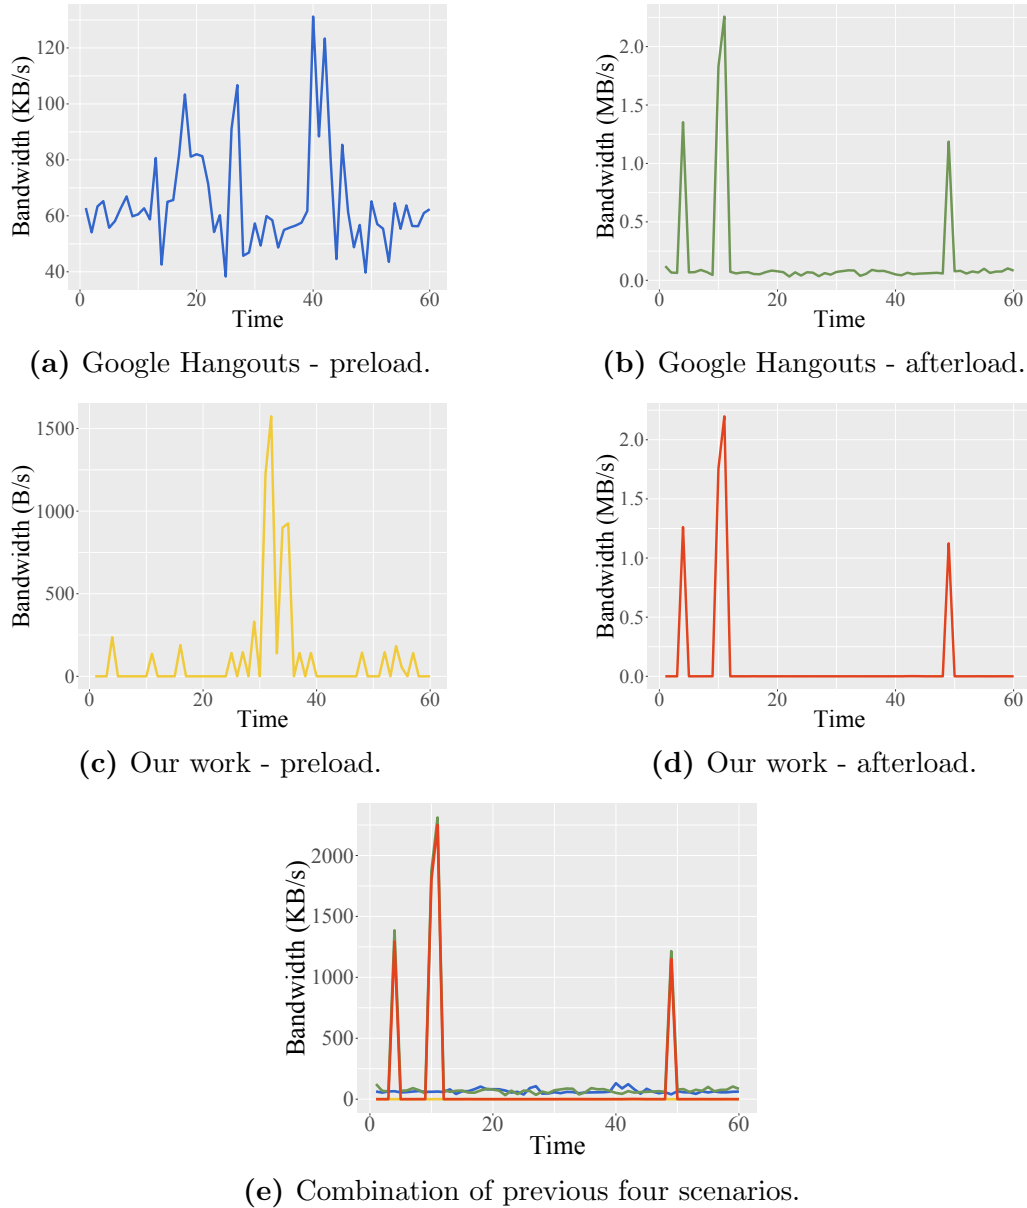 Bandwidth (KB/s)
120
100
80
60
40
0 20 40 60
Time
(a) Google Hangouts - preload.
Bandwidth (MB/s)
2.0
1.5
1.0
0.5
0.0
0 20 40 60
Time
(b) Google Hangouts - afterload.
Bandwidth (B/s)
1500
1000
500
0
0 20 40 60
Time
(c) Our work - preload.
Bandwidth (MB/s)
2.0
1.5
1.0
0.5
0.0
0 20 40 60
Time
(d) Our work - afterload.
Bandwidth (KB/s)
2000
1500
1000
500
0
0 20 40 60
Time
(e) Combination of previous four scenarios.